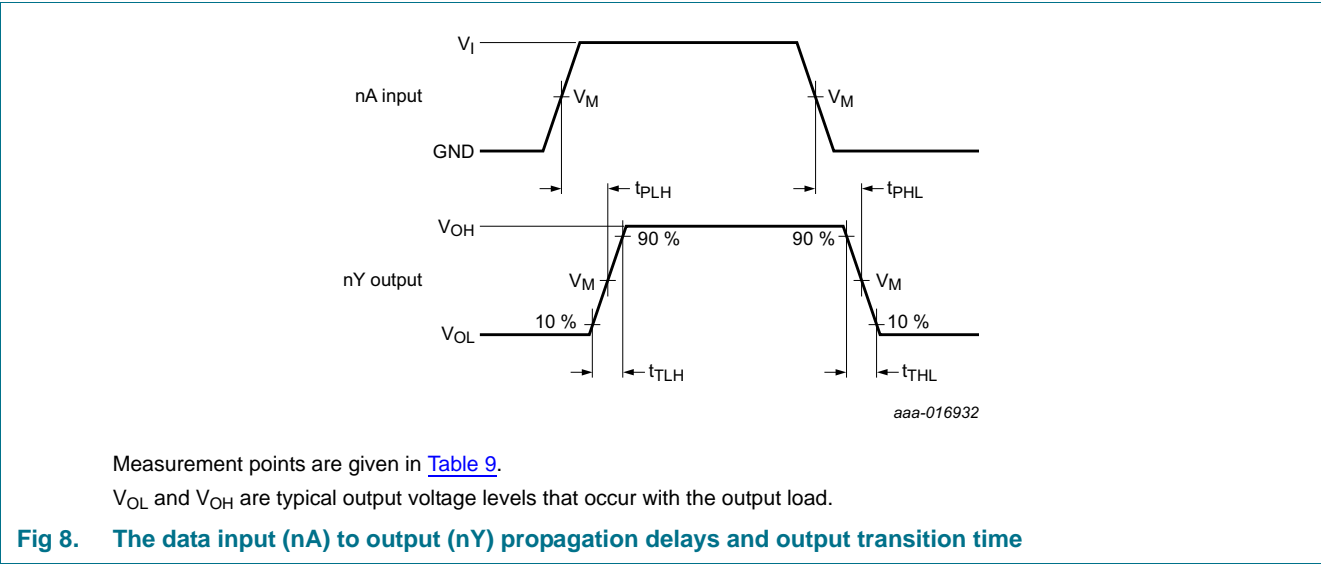 VI
nA input
VM
VM
GND
tPLH
tPHL
VOH
90 %
90 %
nY output
VM
VM
10 %
10 %
VOL
tTLH
tTHL
aaa-016932
Measurement points are given in Table 9.
VOL and VOH are typical output voltage levels that occur with the output load.
Fig 8. The data input (nA) to output (nY) propagation delays and output transition time